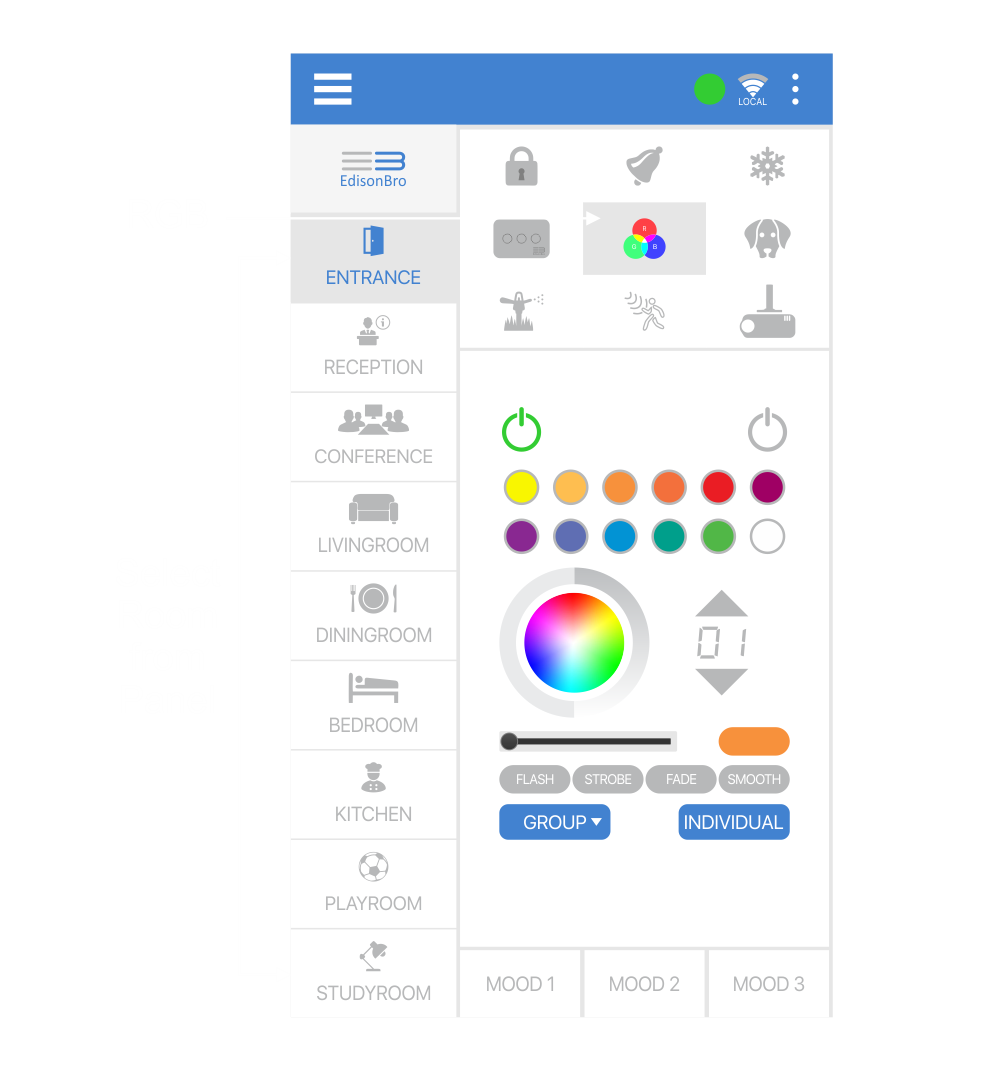 LOCAL
EdisonBro
ENTRANCE
RECEPTION
CONFERENCE
LIVINGROOM
DININGROOM
BEDROOM
KITCHEN
PLAYROOM
STUDYROOM
R
G B
01
FLASH STROBE FADE SMOOTH
GROUP INDIVIDUAL
MOOD 1 MOOD 2 MOOD 3